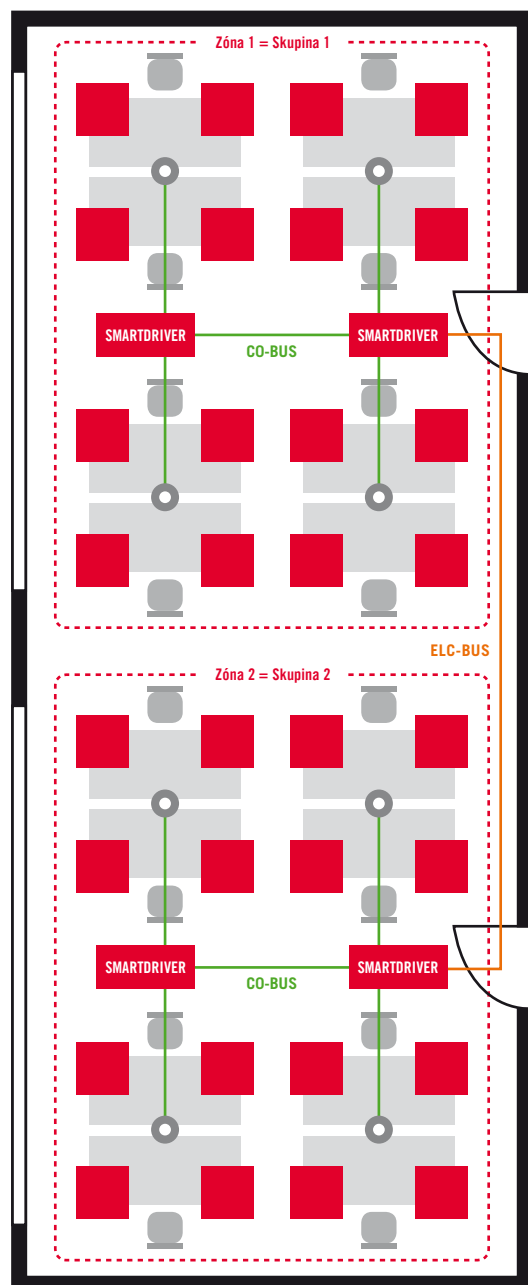 Zóna 1 = Skupina 1
SMARTDRIVER
SMARTDRIVER
CO-BUS
ELC-BUS
Zóna 2 = Skupina 2
SMARTDRIVER
SMARTDRIVER
CO-BUS